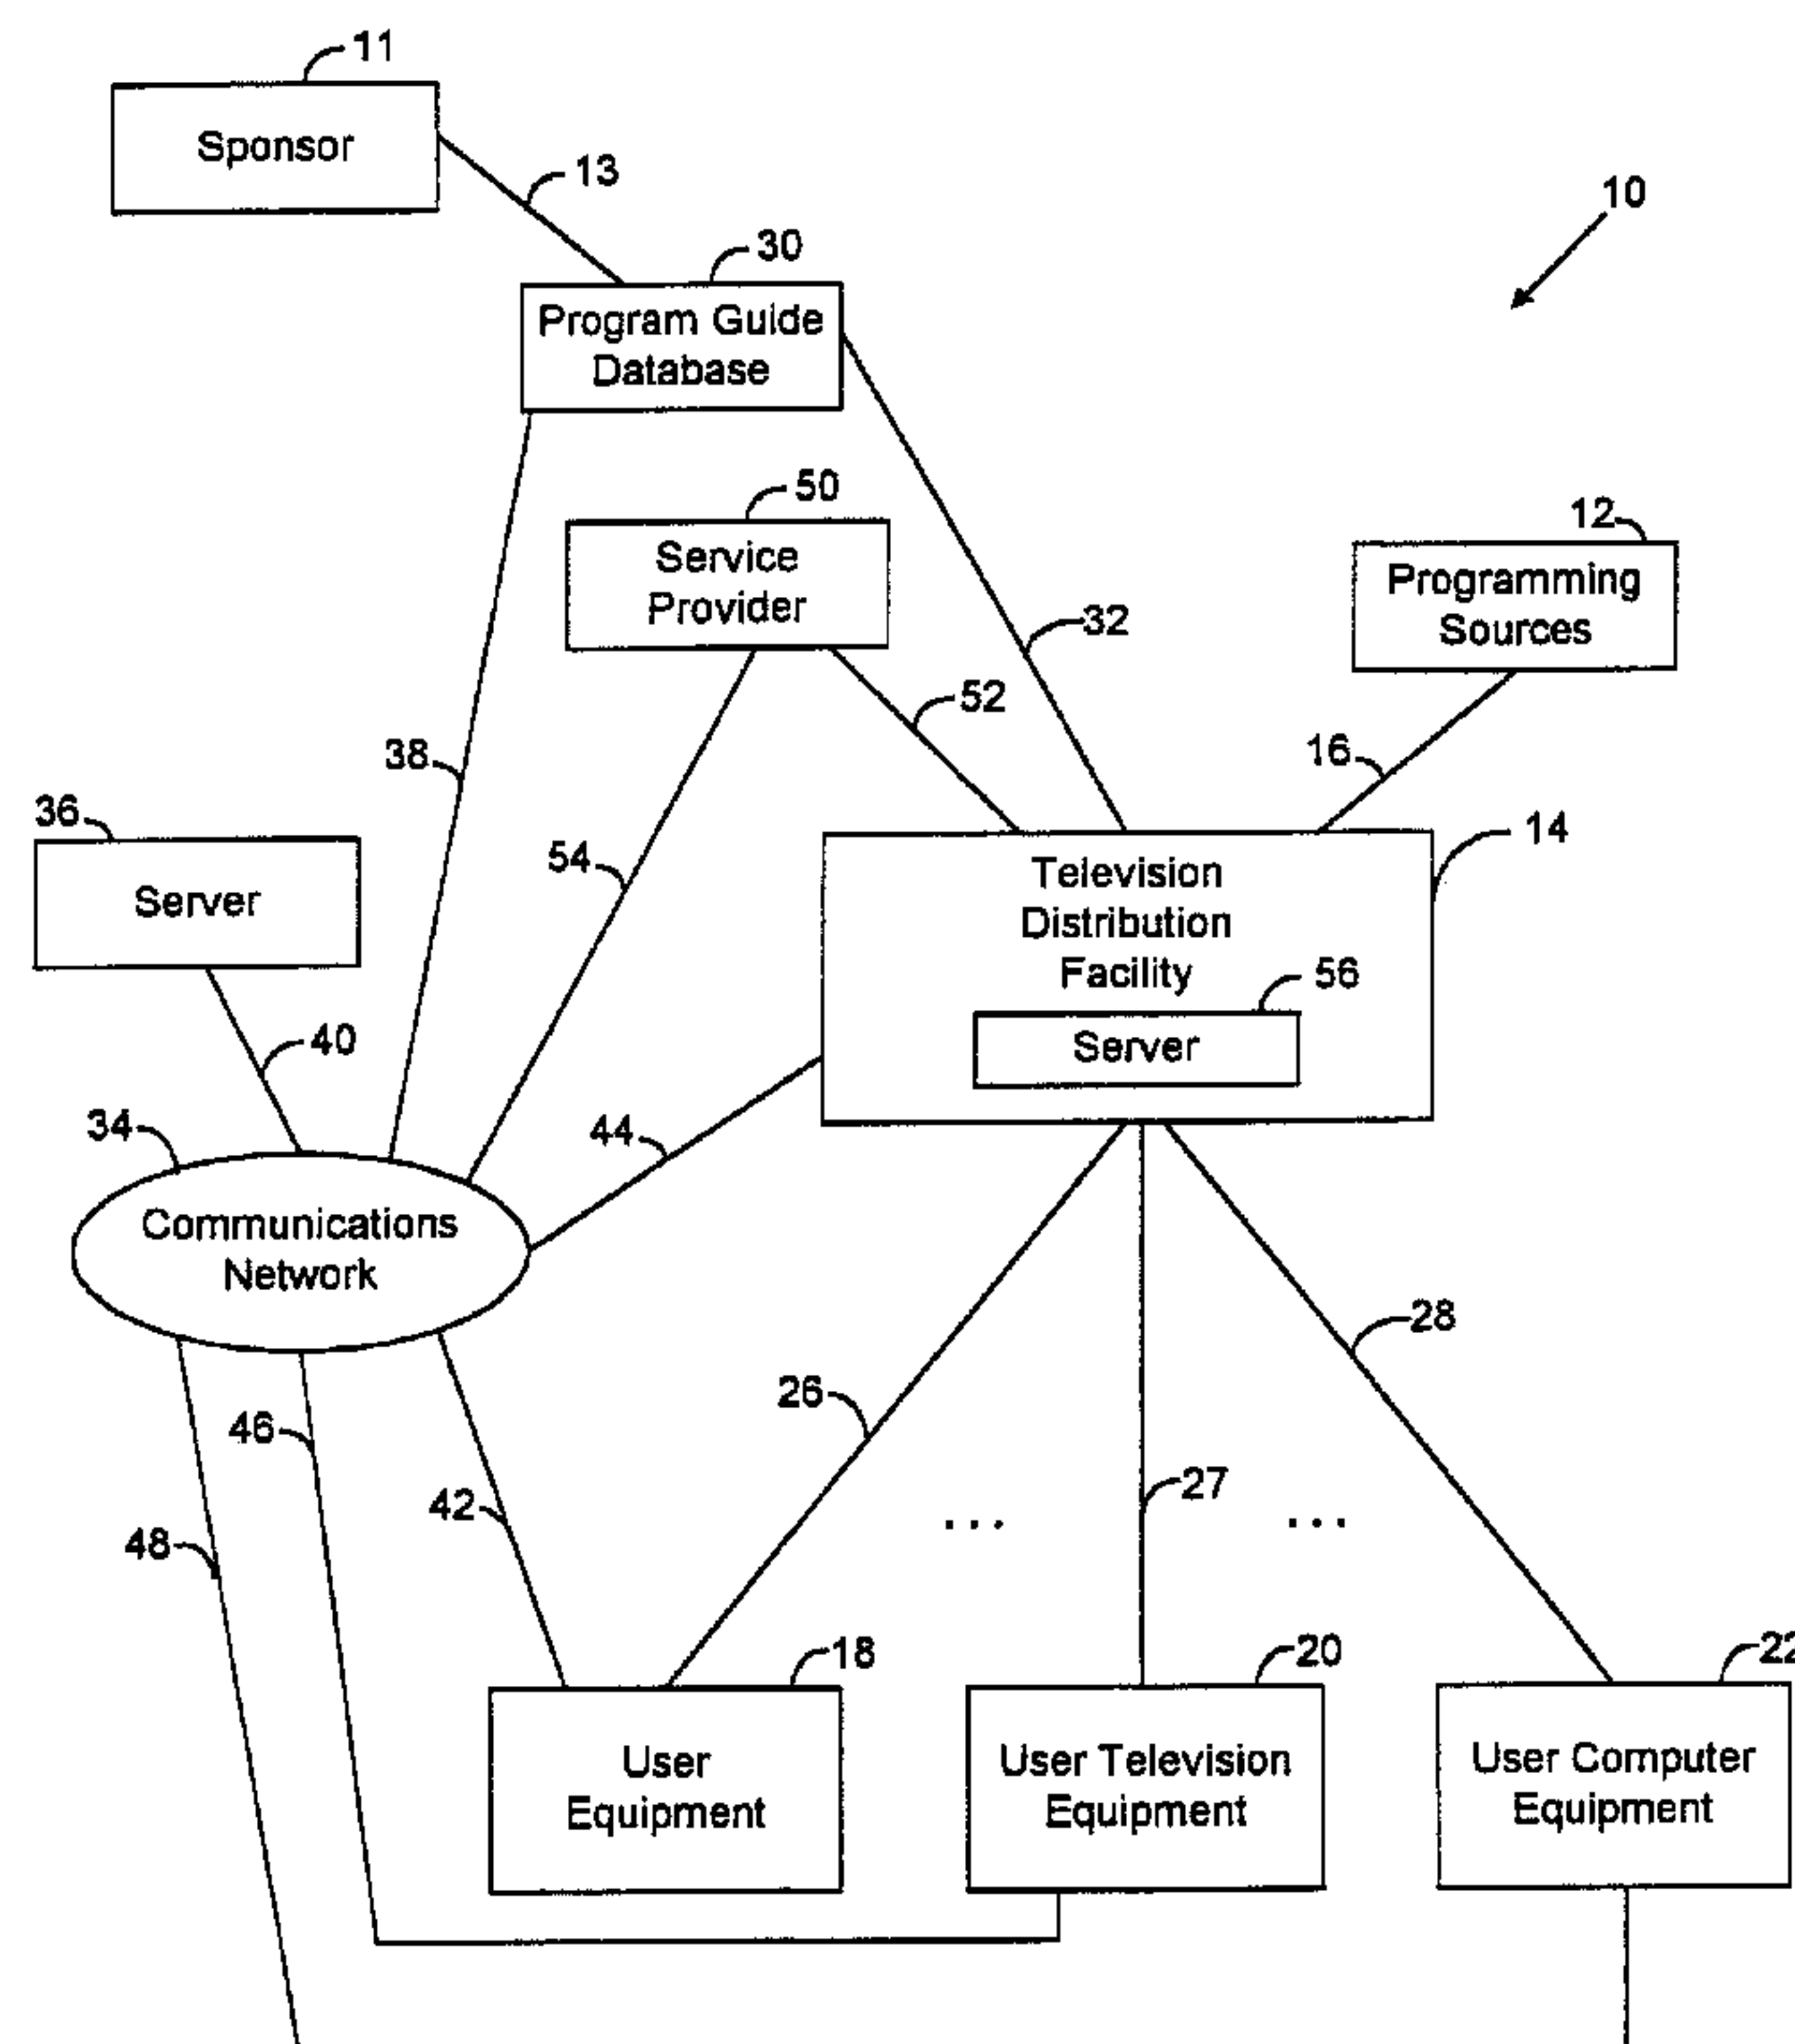 11
Sponsor
13
10
30
Program Guide
Database
50
Service
Provider
12
Programming
Sources
32
52
16
38
36
Server
54
14
Television
Distribution
Facility
56
Server
40
34
44
Communications
Network
28
26
46
27
42
48
... ...
18
20
22
User
Equipment
User Television
Equipment
User Computer
Equipment